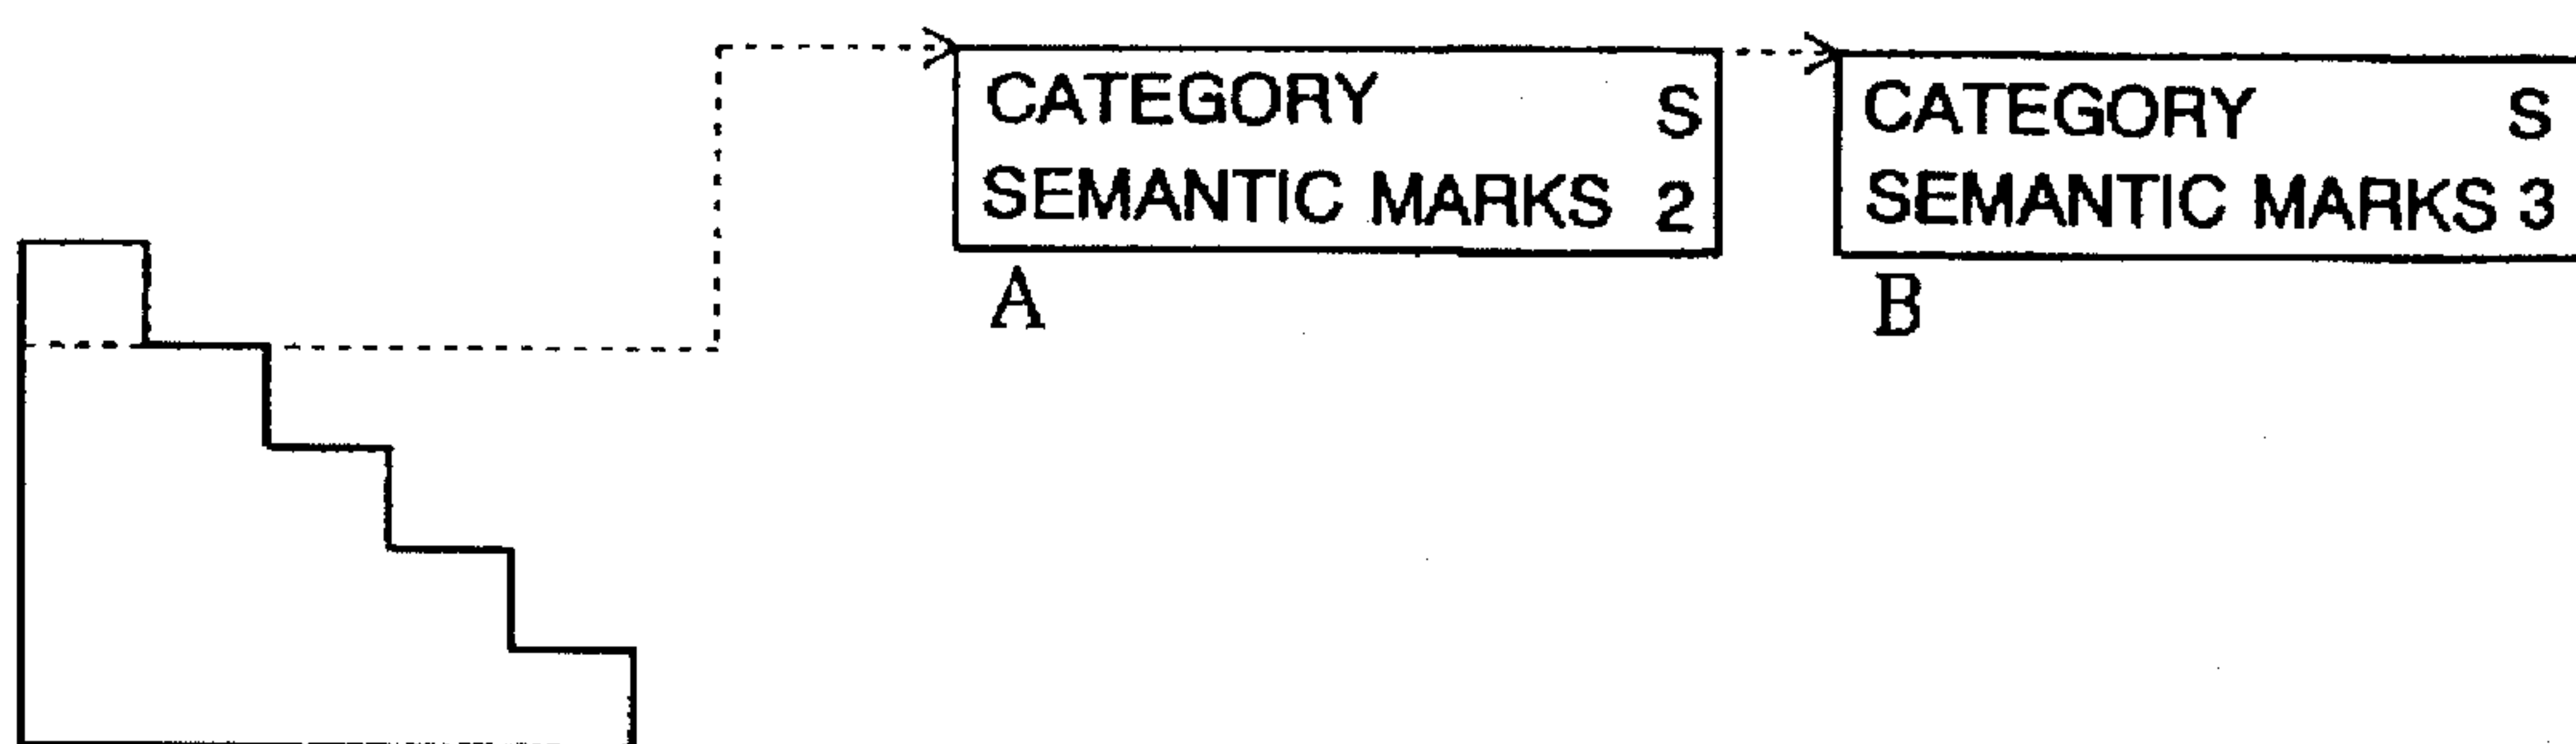 CATEGORY S
SEMANTIC MARKS 2
A
CATEGORY S
SEMANTIC MARKS 3
B